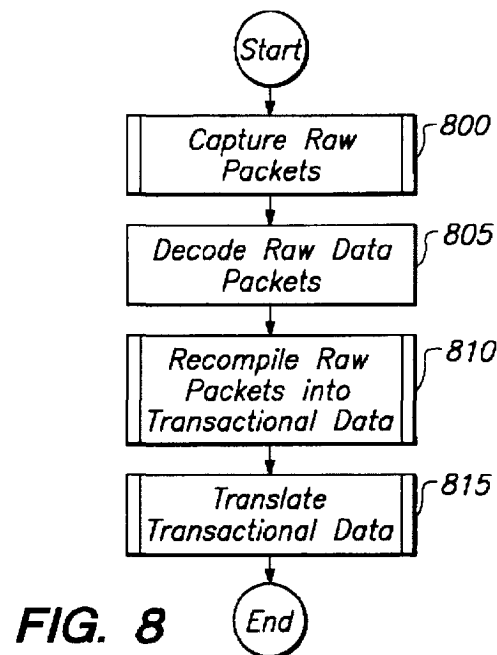 Start
Capture Raw
Packets
800
Decode Raw Data
Packets
805
Recompile Raw
Packets into
Transactional Data
810
Translate
Transactional Data
815
End
FIG. 8